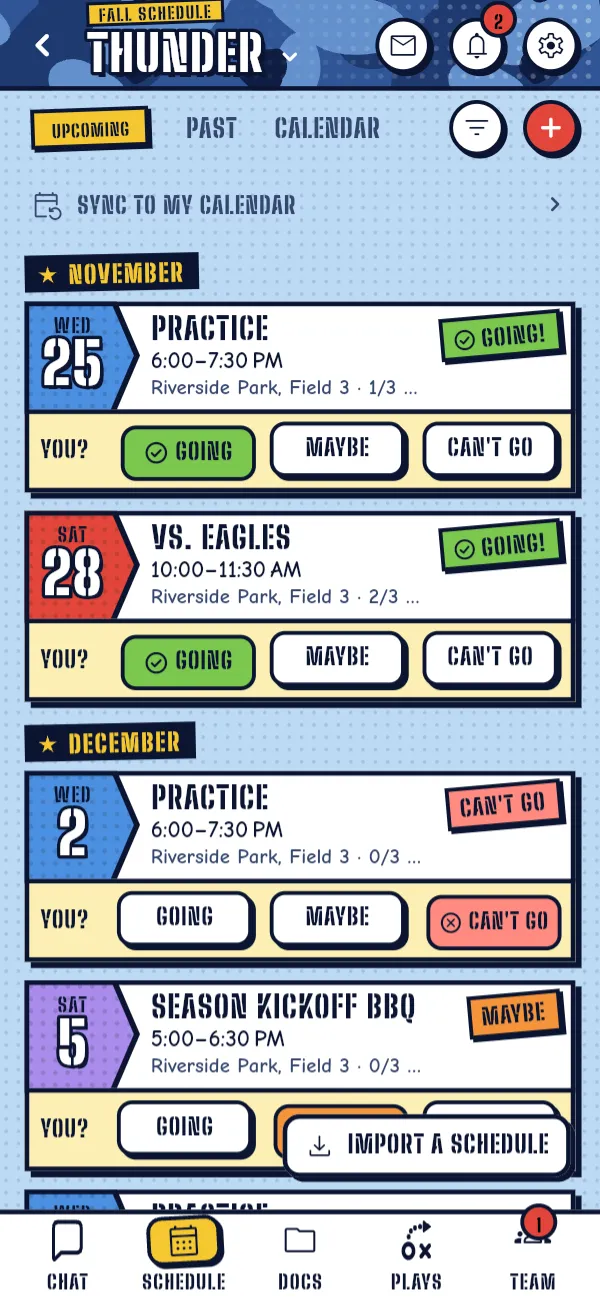 FALL SCHEDULE
THUNDER
2
UPCOMING
PAST
CALENDAR
SYNC TO MY CALENDAR
NOVEMBER
WED
25
PRACTICE
6:00–7:30 PM
Riverside Park, Field 3 · 1/3 ...
GOING!
YOU?
GOING
MAYBE
CAN'T GO
SAT
28
VS. EAGLES
10:00–11:30 AM
Riverside Park, Field 3 · 2/3 ...
GOING!
YOU?
GOING
MAYBE
CAN'T GO
DECEMBER
WED
2
PRACTICE
6:00–7:30 PM
Riverside Park, Field 3 · 0/3 ...
CAN'T GO
YOU?
GOING
MAYBE
CAN'T GO
SAT
5
SEASON KICKOFF BBQ
5:00–6:30 PM
Riverside Park, Field 3 · 0/3 ...
MAYBE
YOU?
GOING
IMPORT A SCHEDULE
WED
PRACTICE
1
CHAT
SCHEDULE
DOCS
PLAYS
TEAM